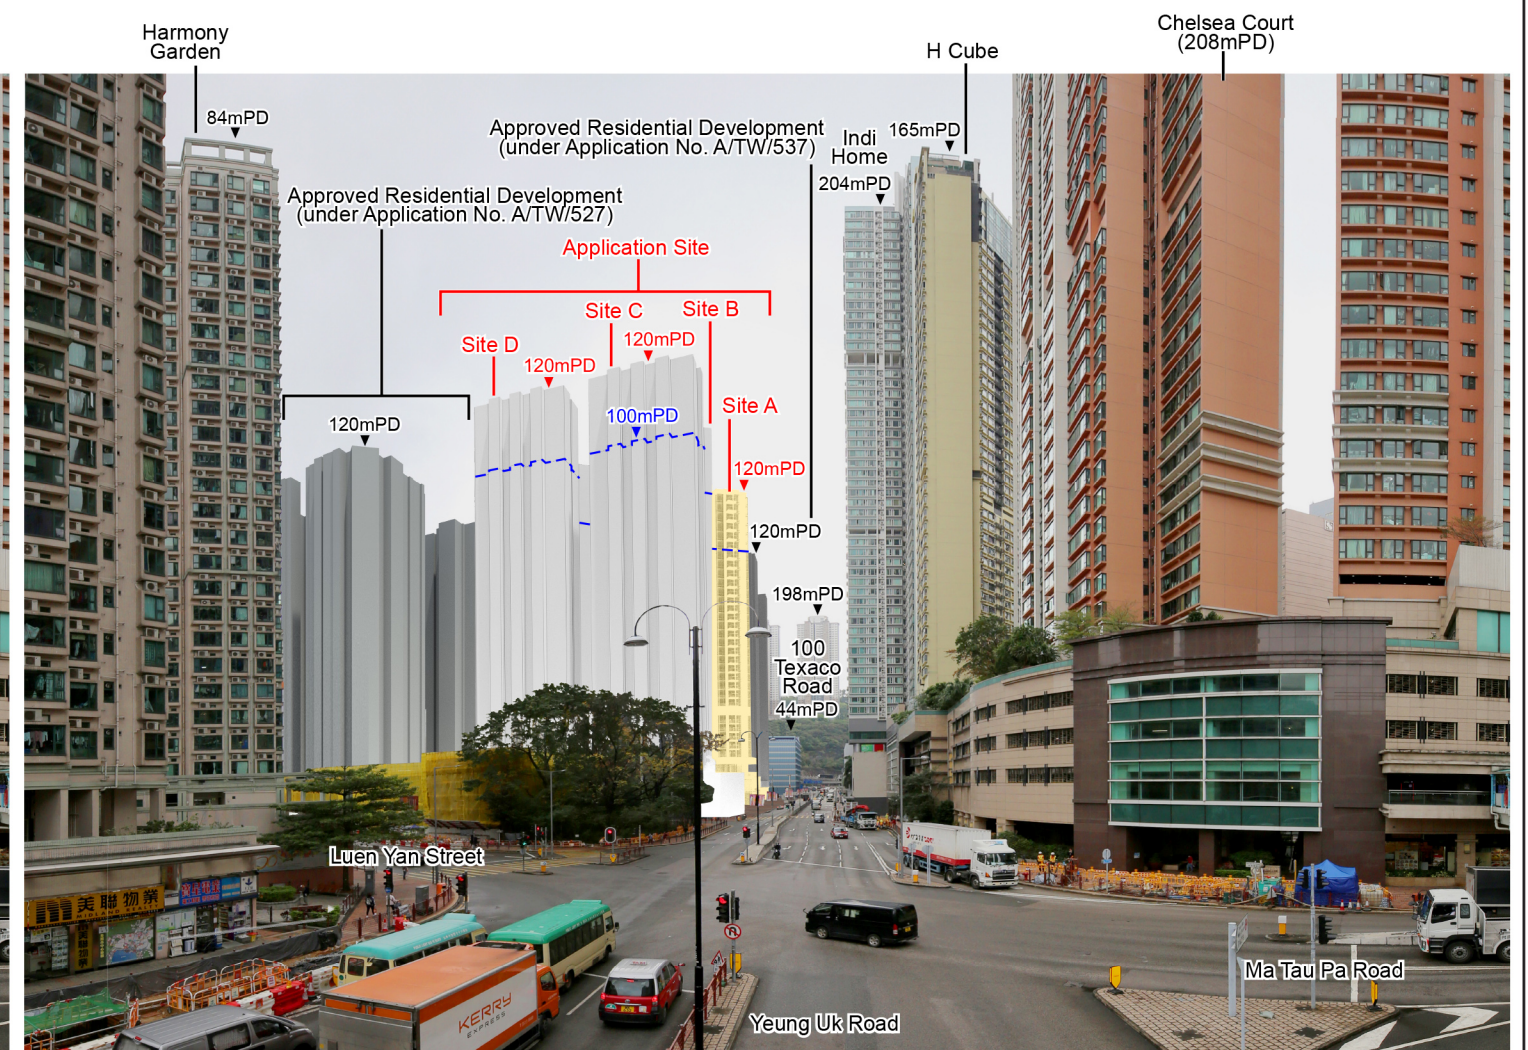 Harmony
Garden
84mPD
Approved Residential Development
(under Application No. A/TW/527)
120mPD
Approved Residential Development
(under Application No. A/TW/537)
Application Site
Site D
120mPD
Site C
120mPD
Site B
100mPD
Site A
120mPD
120mPD
Indi
Home
204mPD
165mPD
H Cube
Chelsea Court
(208mPD)
198mPD
100
Texaco
Road
44mPD
Luen Yan Street
美聯物業
MIDLAND REALTY
KERRY
EXPRESS
Yeung Uk Road
Ma Tau Pa Road